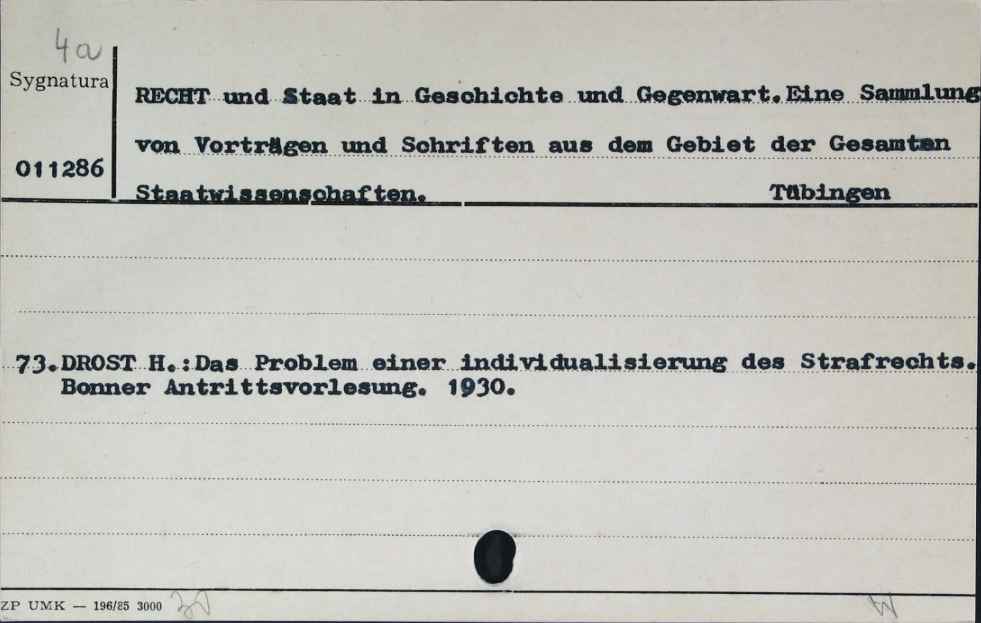 4a
Sygnatura
RECHT und Staat in Geschichte und Gegenwart. Eine Sammlung
von Vorträgen und Schriften aus dem Gebiet der Gesamten
011286
Staatwissenschaften. Tübingen
73. DROST H.: Das Problem einer individualisierung des Strafrechts.
Bonner Antrittsvorlesung. 1930.
ZP UMK — 196/85 3000